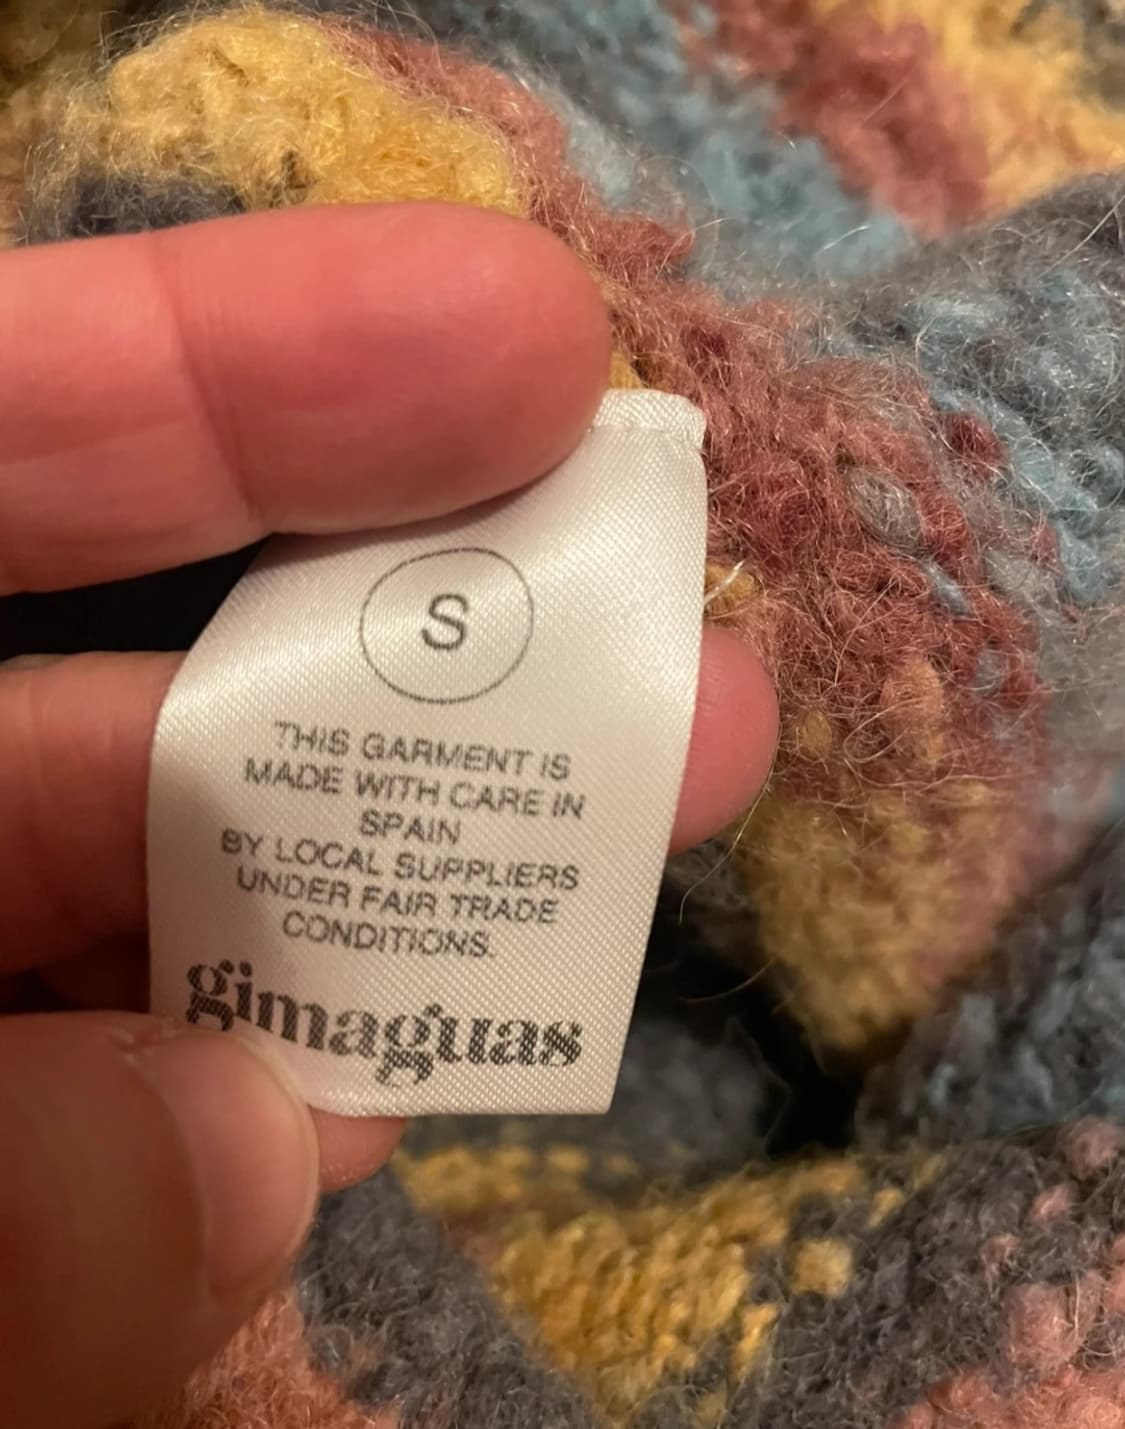 S
THIS GARMENT IS
MADE WITH CARE IN
SPAIN
BY LOCAL SUPPLIERS
UNDER FAIR TRADE
CONDITIONS.
gimaguas